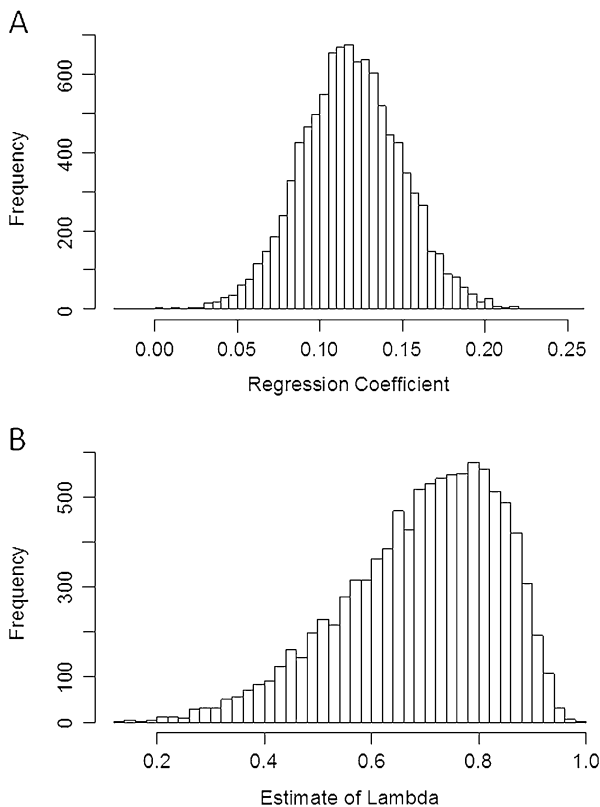 A
Frequency
0 200 400 600
0.00 0.05 0.10 0.15 0.20 0.25
Regression Coefficient
B
Frequency
0 100 300 500
0.2 0.4 0.6 0.8 1.0
Estimate of Lambda